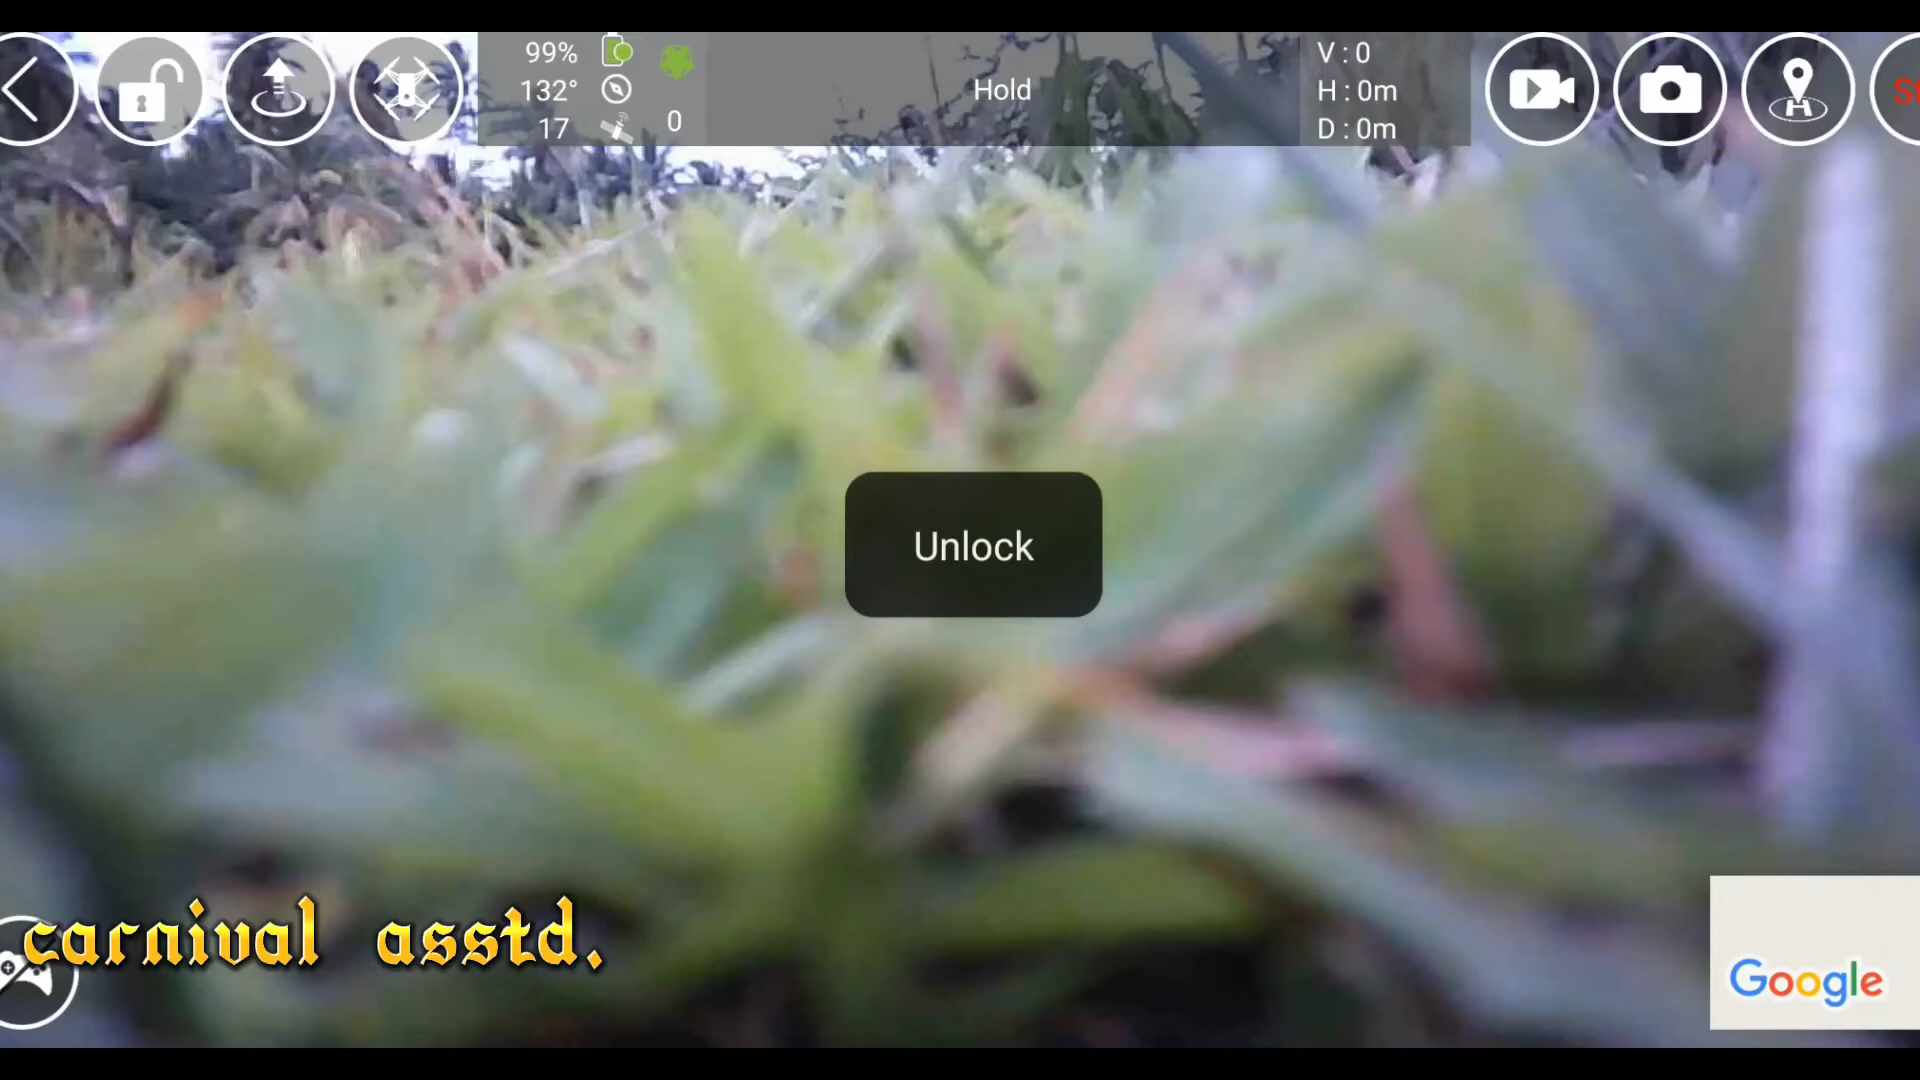 99%
132°
17
0
Hold
V : 0
H : 0m
D : 0m
Unlock
carnival asstd.
Google